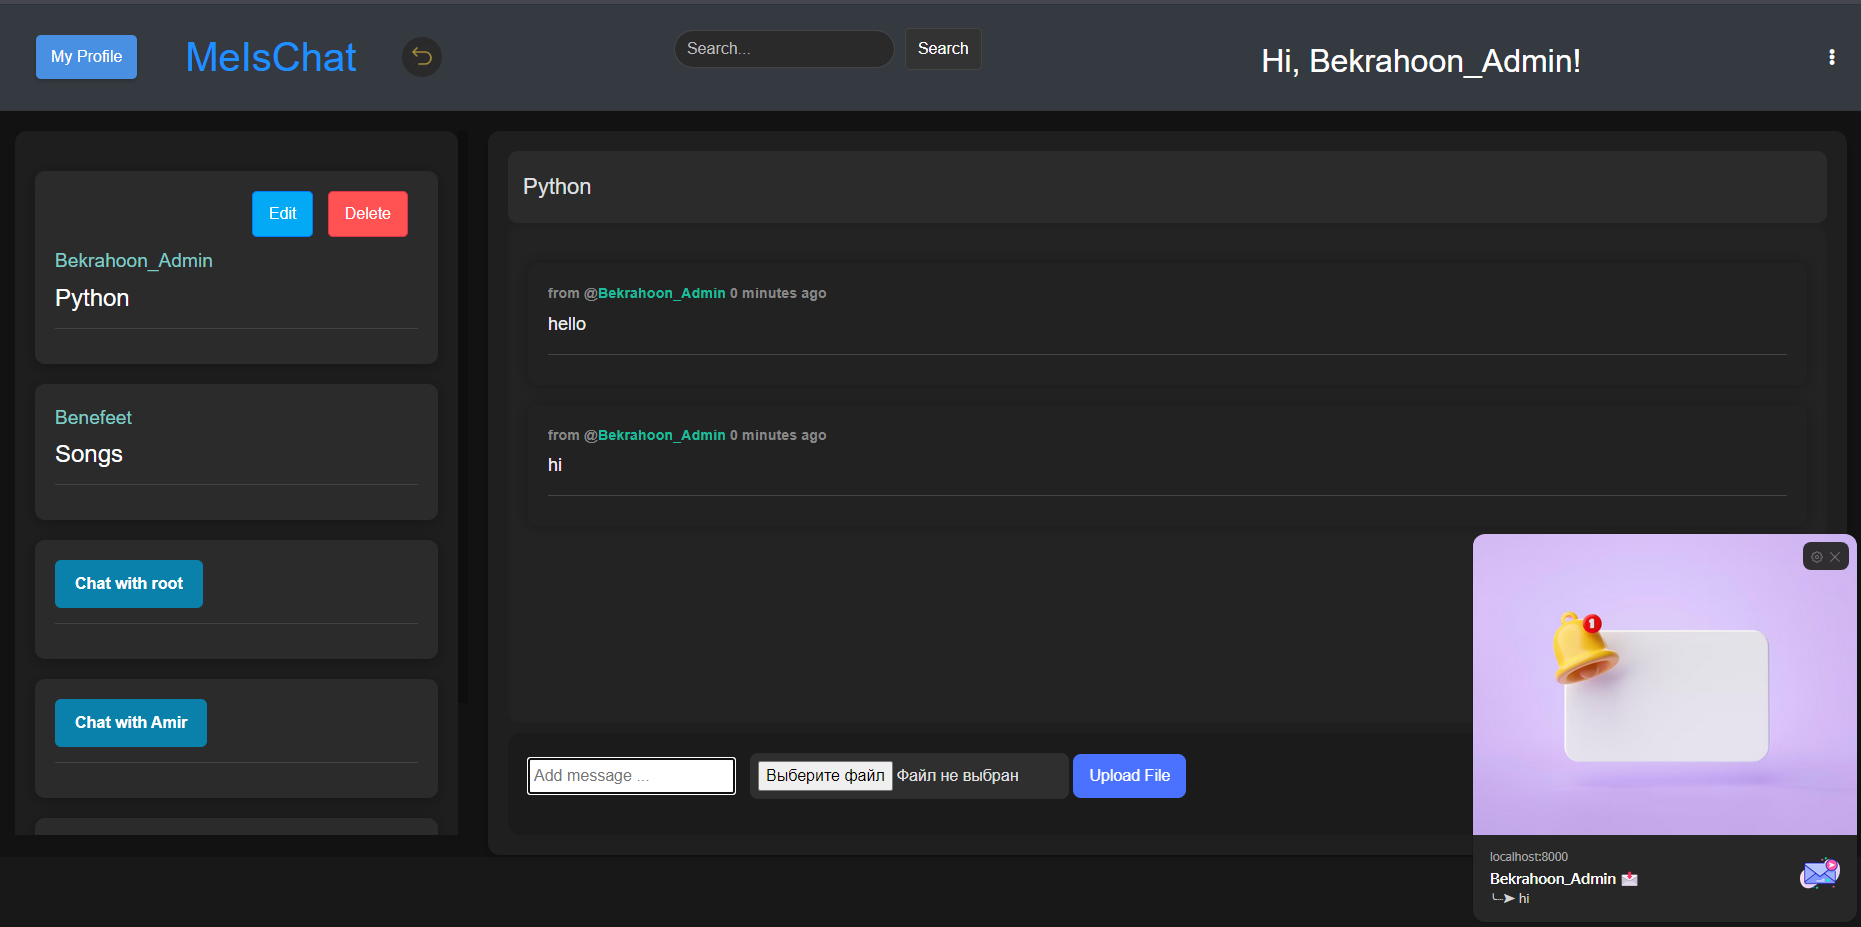 My Profile
MeIsChat
Search...
Search
Hi, Bekrahoon_Admin!
Edit
Delete
Bekrahoon_Admin
Python
Benefeet
Songs
Chat with root
Chat with Amir
Python
from @Bekrahoon_Admin 0 minutes ago
hello
from @Bekrahoon_Admin 0 minutes ago
hi
Add message ...
Выберите файл
Файл не выбран
Upload File
1
localhost:8000
Bekrahoon_Admin 📩
╰┈➤ hi